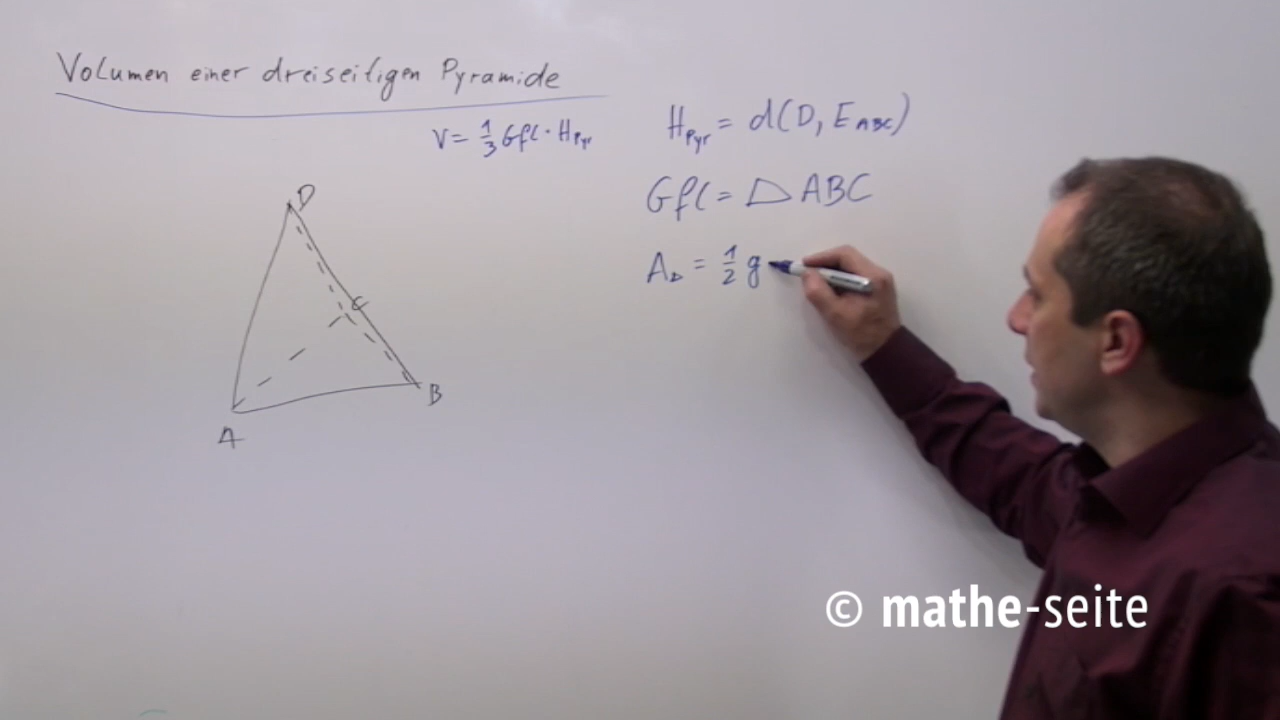 Volumen einer dreiseitigen Pyramide
V = 1/3 Gfl · H_Pyr
H_Pyr = d(D, E_ABC)
Gfl = △ ABC
A_△ = 1/2 g
D
C
B
A
© mathe-seite